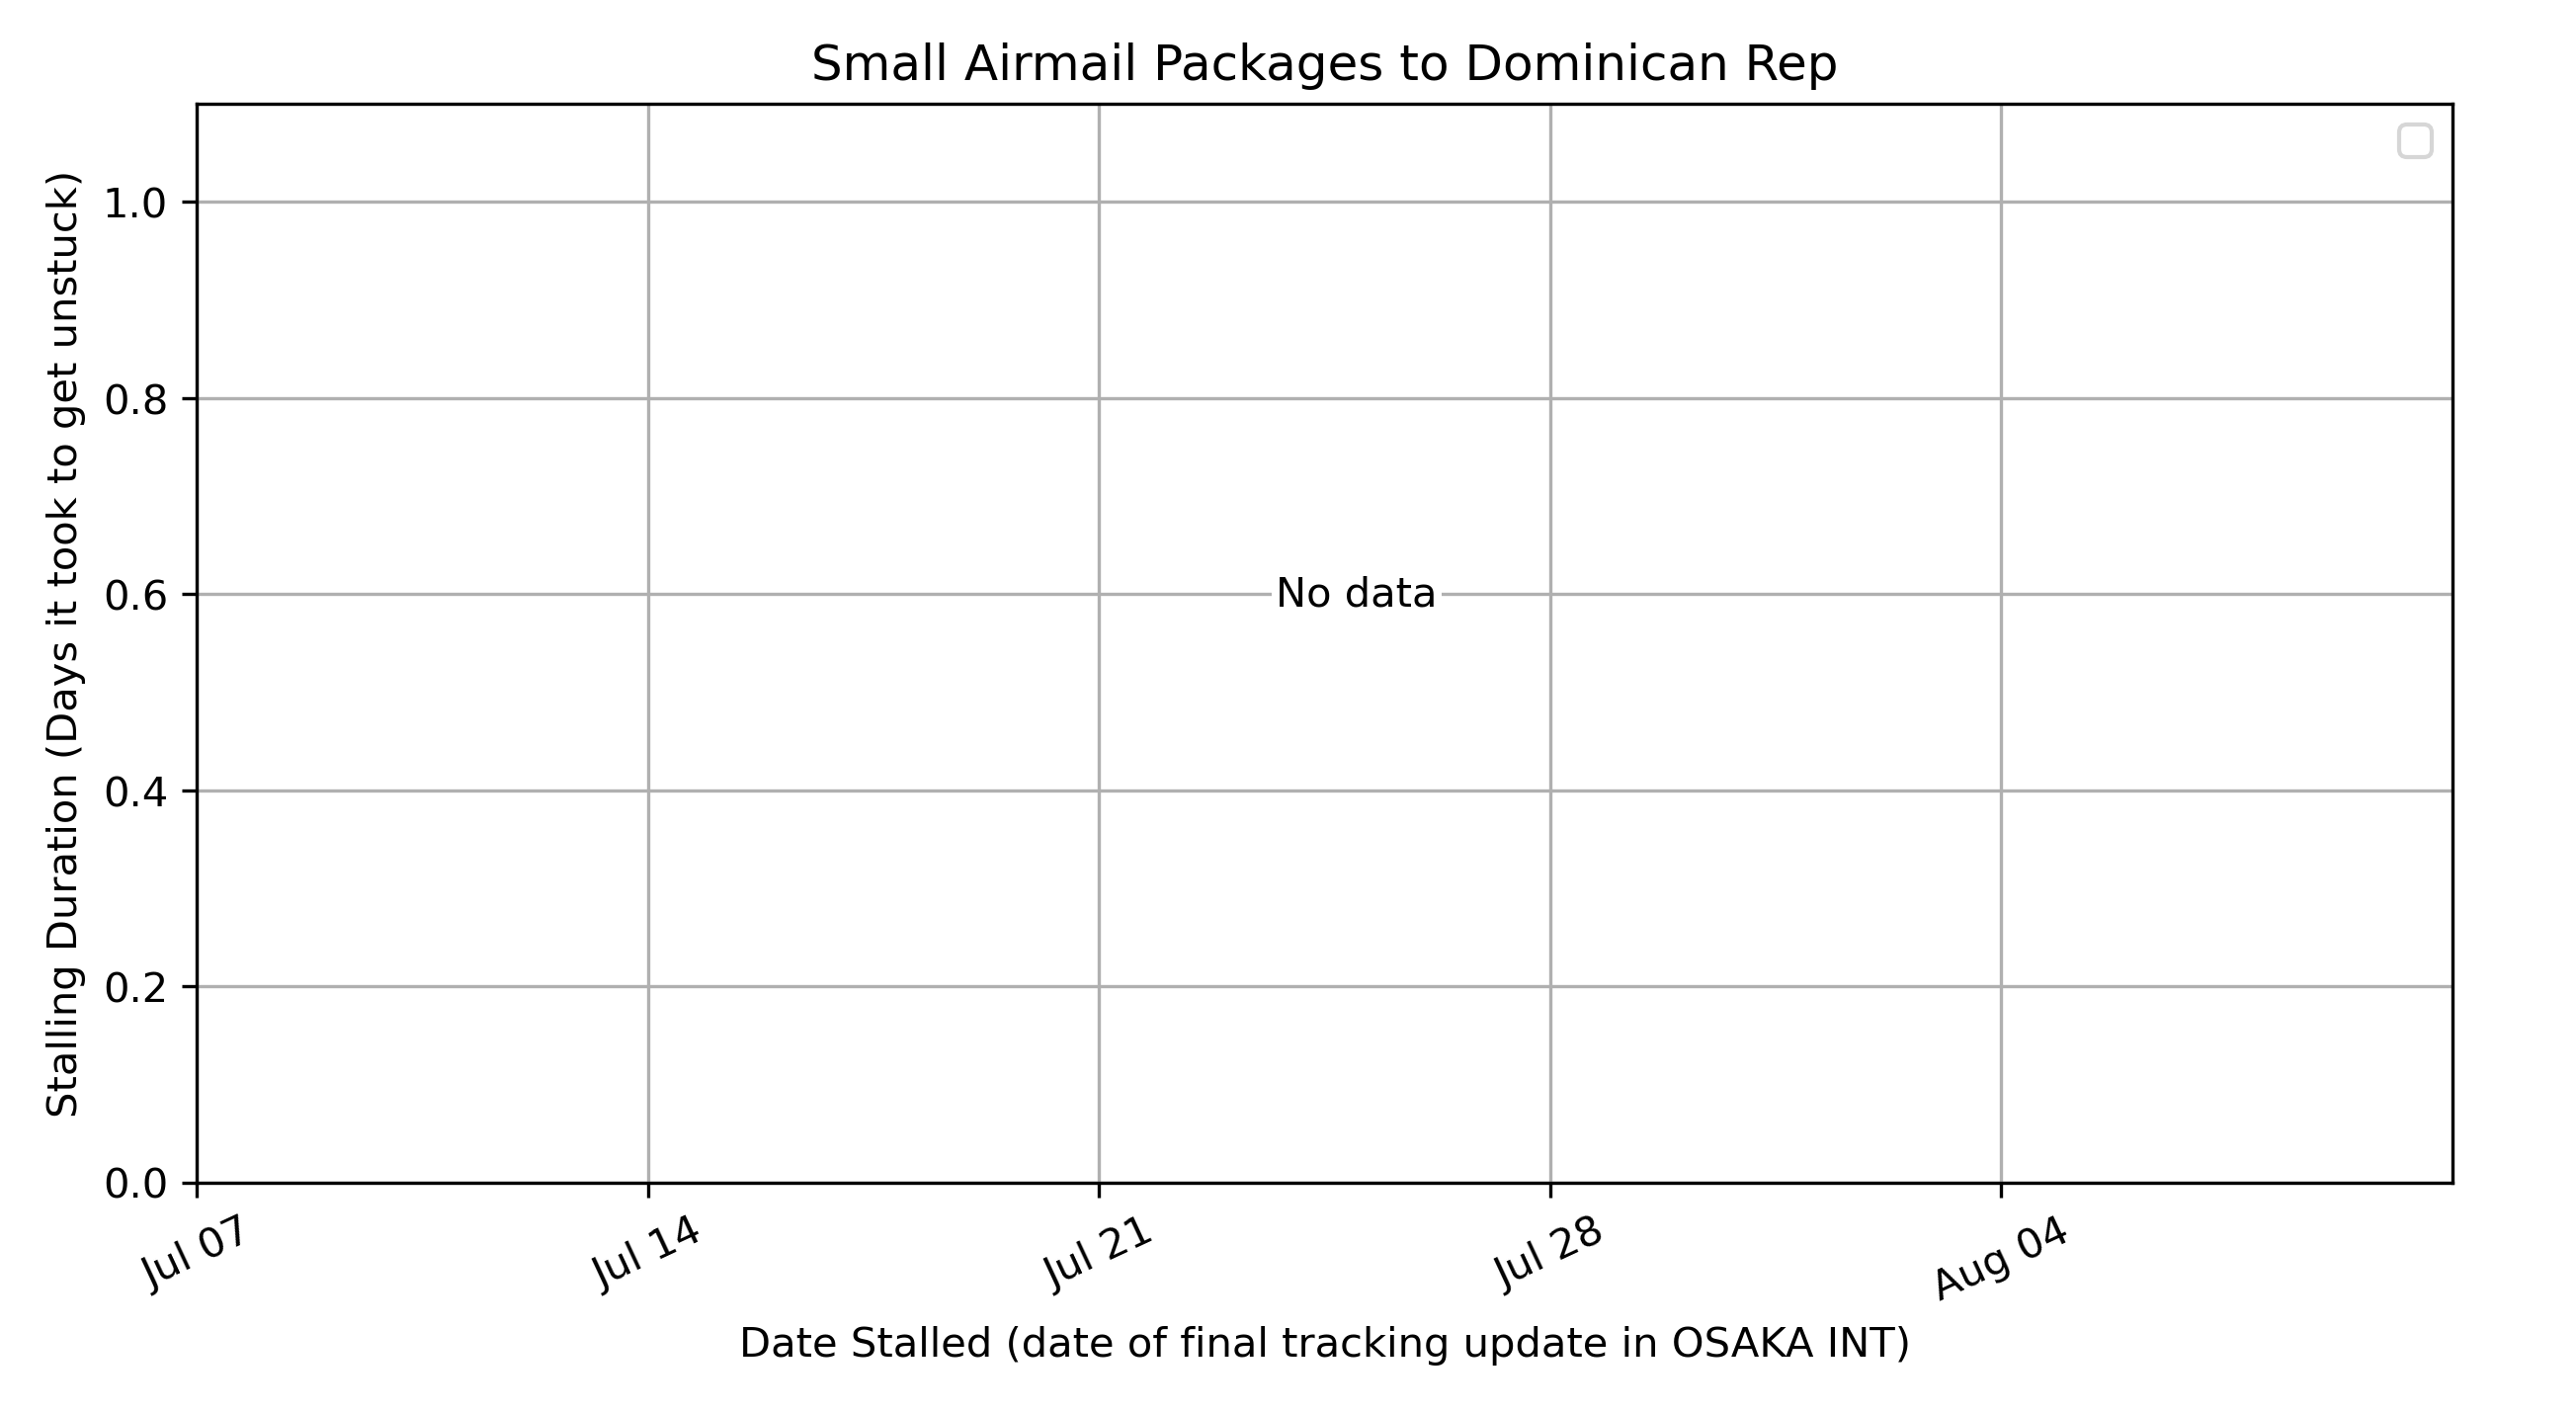 Small Airmail Packages to Dominican Rep
Stalling Duration (Days it took to get unstuck)
1.0
0.8
0.6
0.4
0.2
0.0
No data
Jul 07
Jul 14
Jul 21
Jul 28
Aug 04
Date Stalled (date of final tracking update in OSAKA INT)